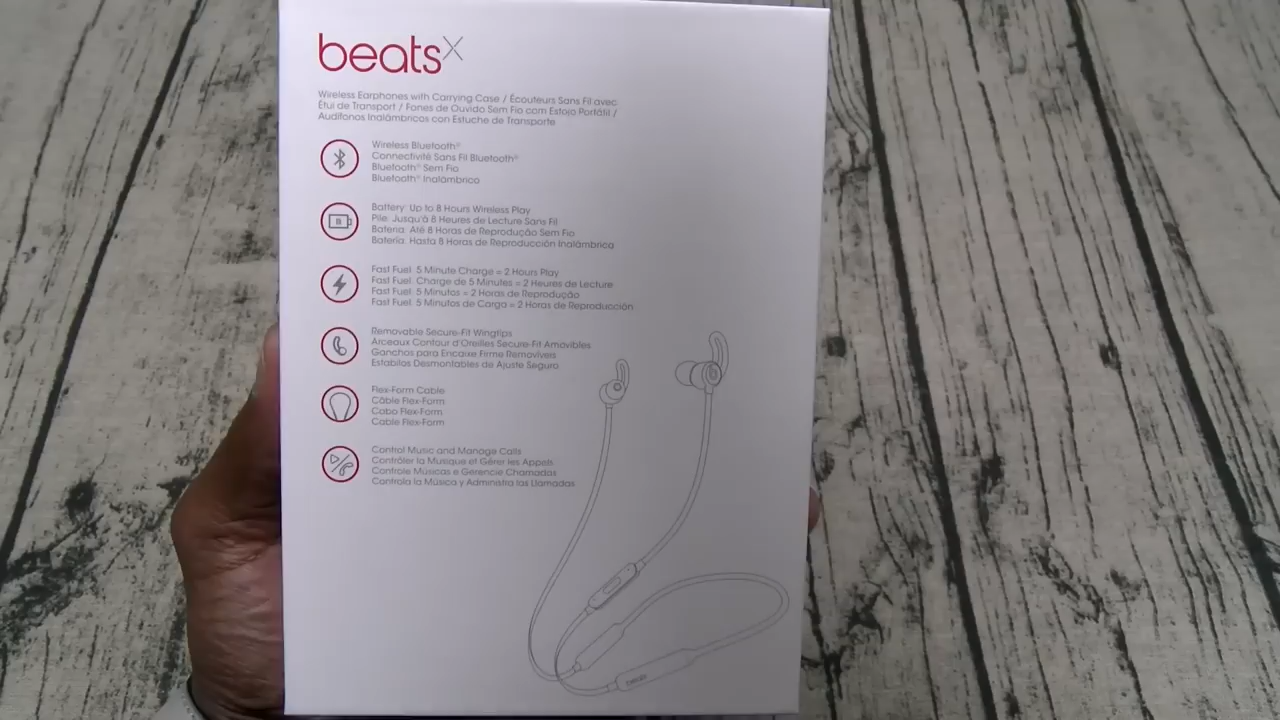 beatsX
Wireless Earphones with Carrying Case / Écouteurs Sans Fil avec
Étui de Transport / Fones de Ouvido Sem Fio com Estojo Portátil /
Audífonos Inalámbricos con Estuche de Transporte
Wireless Bluetooth®
Connectivité Sans Fil Bluetooth®
Bluetooth® Sem Fio
Bluetooth® Inalámbrico
8
Battery: Up to 8 Hours Wireless Play
Pile: Jusqu'à 8 Heures de Lecture Sans Fil
Bateria: Até 8 Horas de Reprodução Sem Fio
Batería: Hasta 8 Horas de Reproducción Inalámbrica
Fast Fuel: 5 Minute Charge = 2 Hours Play
Fast Fuel: Charge de 5 Minutes = 2 Heures de Lecture
Fast Fuel: 5 Minutos = 2 Horas de Reprodução
Fast Fuel: 5 Minutos de Carga = 2 Horas de Reproducción
Removable Secure-Fit Wingtips
Arceaux Contour d'Oreilles Secure-Fit Amovibles
Ganchos para Encaixe Firme Removíveis
Estabilos Desmontables de Ajuste Seguro
Flex-Form Cable
Câble Flex-Form
Cabo Flex-Form
Cable Flex-Form
Control Music and Manage Calls
Contrôler la Musique et Gérer les Appels
Controle Músicas e Gerencie Chamadas
Controla la Música y Administra las Llamadas
beats